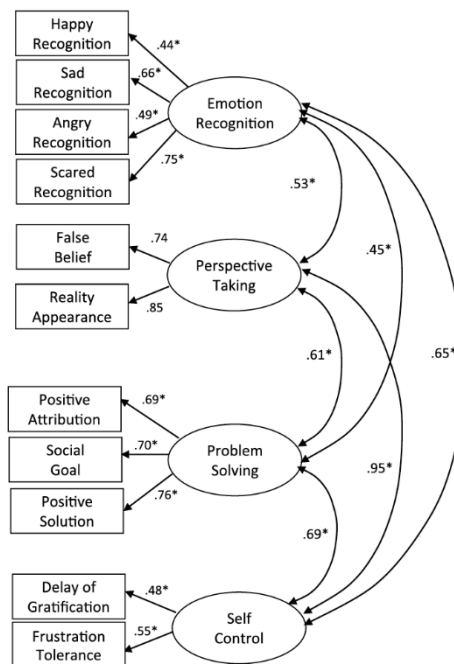 Happy
Recognition
.44*
Sad
Recognition
.66*
Angry
Recognition
.49*
Scared
Recognition
.75*
Emotion
Recognition
.53*
.45*
.65*
False
Belief
.74
Reality
Appearance
.85
Perspective
Taking
.61*
.95*
Positive
Attribution
.69*
Social
Goal
.70*
Positive
Solution
.76*
Problem
Solving
.69*
Delay of
Gratification
.48*
Frustration
Tolerance
.55*
Self
Control